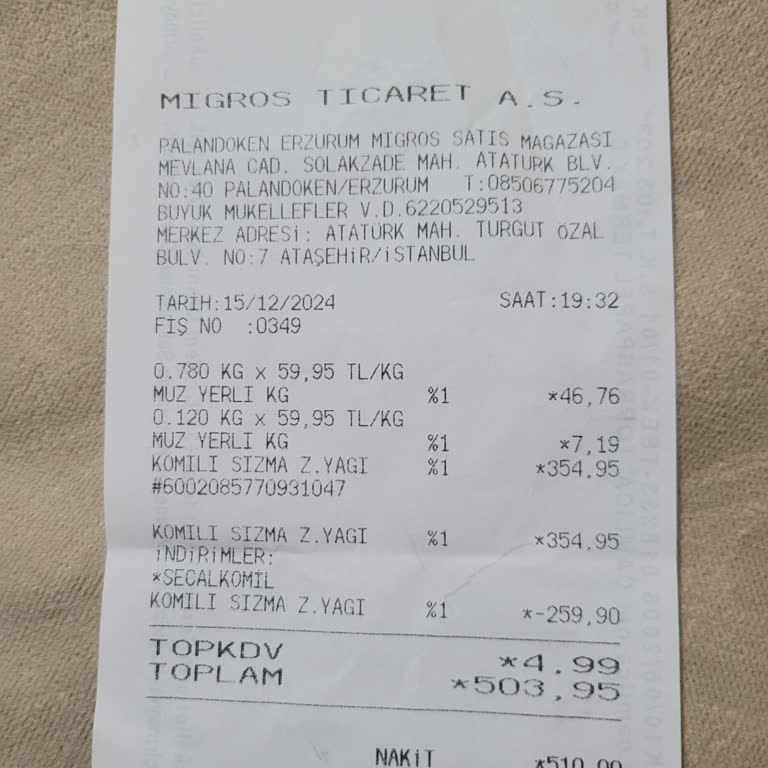 MIGROS TICARET A.S.
PALANDOKEN ERZURUM MIGROS SATIS MAGAZASI
MEVLANA CAD. SOLAKZADE MAH. ATATURK BLV.
NO:40 PALANDOKEN/ERZURUM T:08506775204
BUYUK MUKELLEFLER V.D.6220529513
MERKEZ ADRESİ: ATATÜRK MAH. TURGUT ÖZAL
BULV. NO:7 ATAŞEHİR/İSTANBUL
TARİH:15/12/2024 SAAT:19:32
FİŞ NO :0349
0.780 KG x 59,95 TL/KG
MUZ YERLI KG %1 *46,76
0.120 KG x 59,95 TL/KG
MUZ YERLI KG %1 *7,19
KOMILI SIZMA Z.YAGI %1 *354,95
#6002085770931047
KOMILI SIZMA Z.YAGI %1 *354,95
İNDİRİMLER:
*SECALKOMİL
KOMILI SIZMA Z.YAGI %1 *-259,90
TOPKDV *4.99
TOPLAM *503,95
NAKİT *510,00